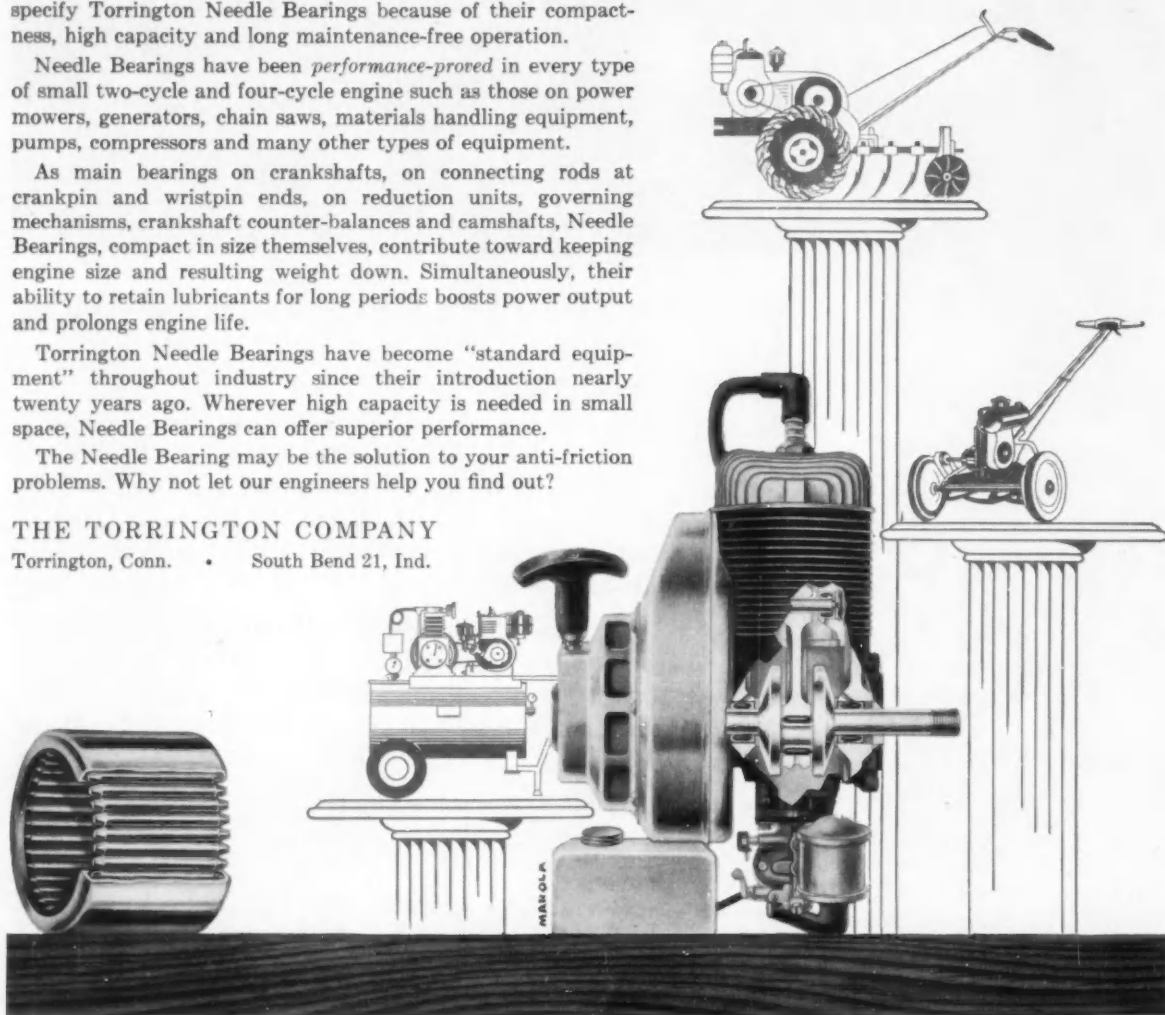 specify Torrington Needle Bearings because of their compact-
ness, high capacity and long maintenance-free operation.
Needle Bearings have been performance-proved in every type
of small two-cycle and four-cycle engine such as those on power
mowers, generators, chain saws, materials handling equipment,
pumps, compressors and many other types of equipment.
As main bearings on crankshafts, on connecting rods at
crankpin and wristpin ends, on reduction units, governing
mechanisms, crankshaft counter-balances and camshafts, Needle
Bearings, compact in size themselves, contribute toward keeping
engine size and resulting weight down. Simultaneously, their
ability to retain lubricants for long periods boosts power output
and prolongs engine life.
Torrington Needle Bearings have become "standard equip-
ment" throughout industry since their introduction nearly
twenty years ago. Wherever high capacity is needed in small
space, Needle Bearings can offer superior performance.
The Needle Bearing may be the solution to your anti-friction
problems. Why not let our engineers help you find out?
THE TORRINGTON COMPANY
Torrington, Conn. • South Bend 21, Ind.
MANOLA